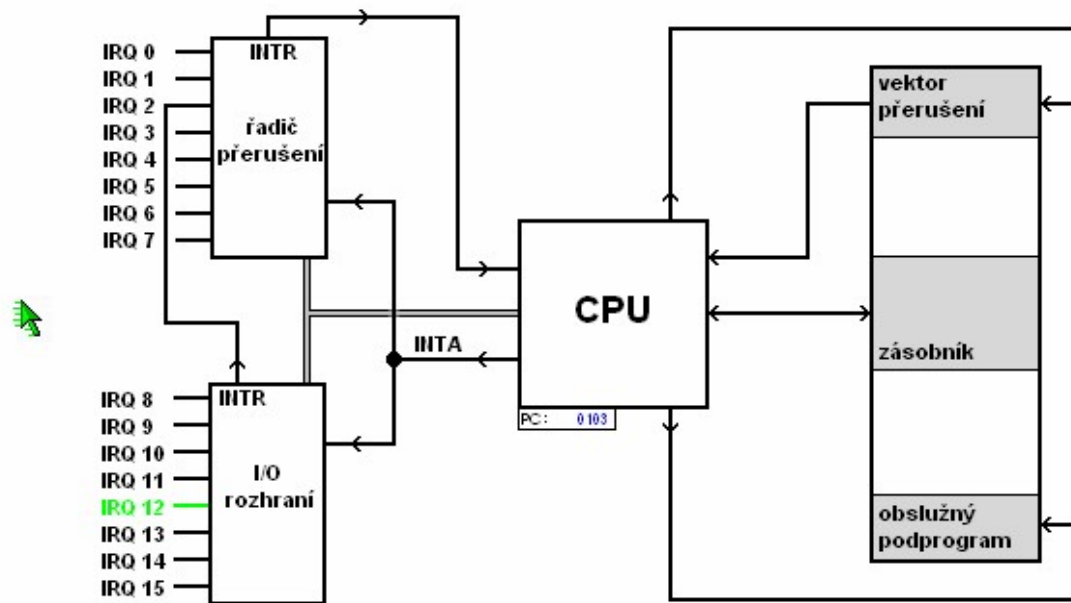 INTR
IRQ 0
IRQ 1
IRQ 2
IRQ 3
IRQ 4
IRQ 5
IRQ 6
IRQ 7
řadič
přerušení
INTR
IRQ 8
IRQ 9
IRQ 10
IRQ 11
IRQ 12
IRQ 13
IRQ 14
IRQ 15
I/O
rozhraní
INTA
CPU
PC: 0103
vektor
přerušení
zásobník
obslužný
podprogram